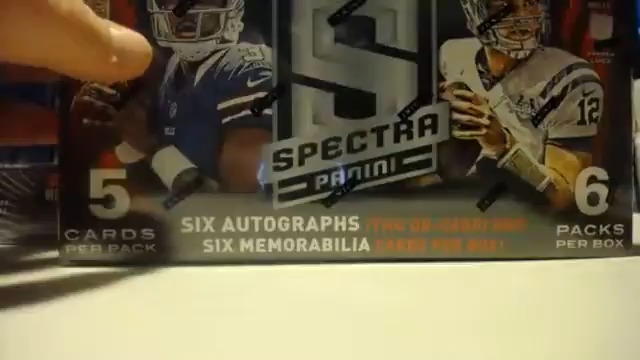 SPECTRA
PANINI
12
5
CARDS
PER PACK
SIX AUTOGRAPHS
SIX MEMORABILIA CARDS PER BOX!
6
PACKS
PER BOX